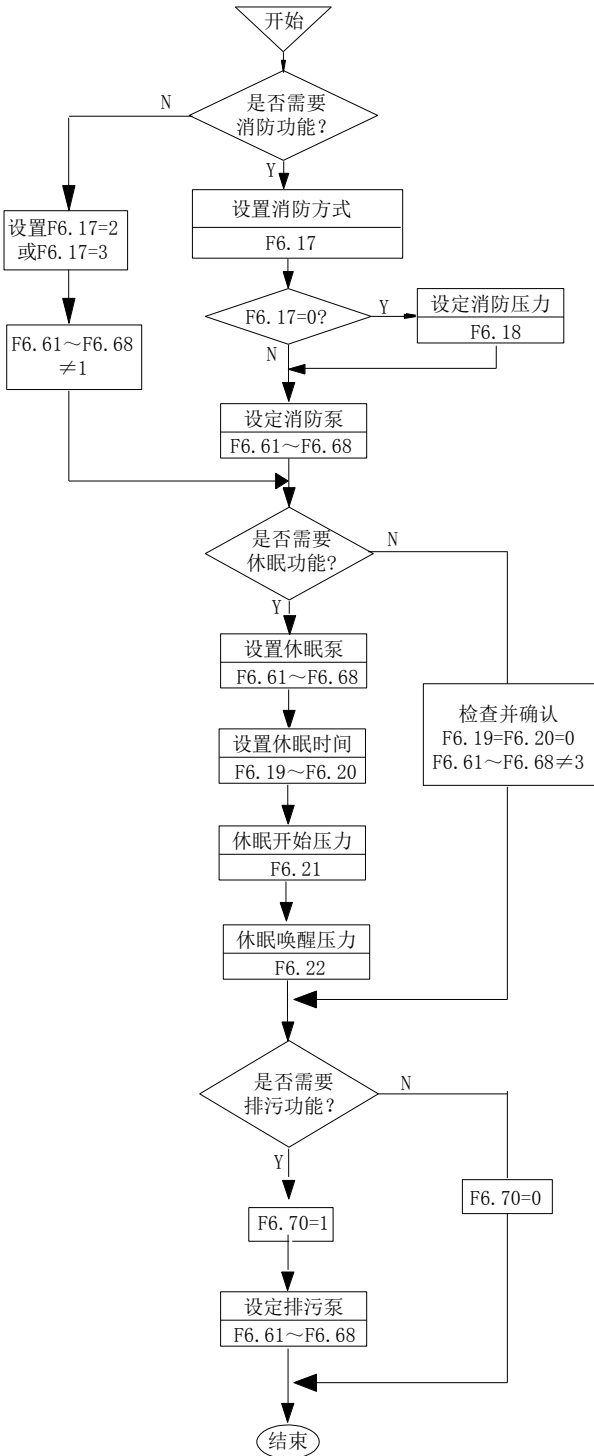 开始
是否需要
消防功能?
N
Y
设置F6.17=2
或F6.17=3
设置消防方式
F6.17
F6.17=0?
Y
设定消防压力
F6.18
N
F6.61～F6.68
≠1
设定消防泵
F6.61～F6.68
是否需要
休眠功能?
N
Y
设置休眠泵
F6.61～F6.68
检查并确认
F6.19=F6.20=0
F6.61～F6.68≠3
设置休眠时间
F6.19～F6.20
休眠开始压力
F6.21
休眠唤醒压力
F6.22
是否需要
排污功能?
N
Y
F6.70=0
F6.70=1
设定排污泵
F6.61～F6.68
结束